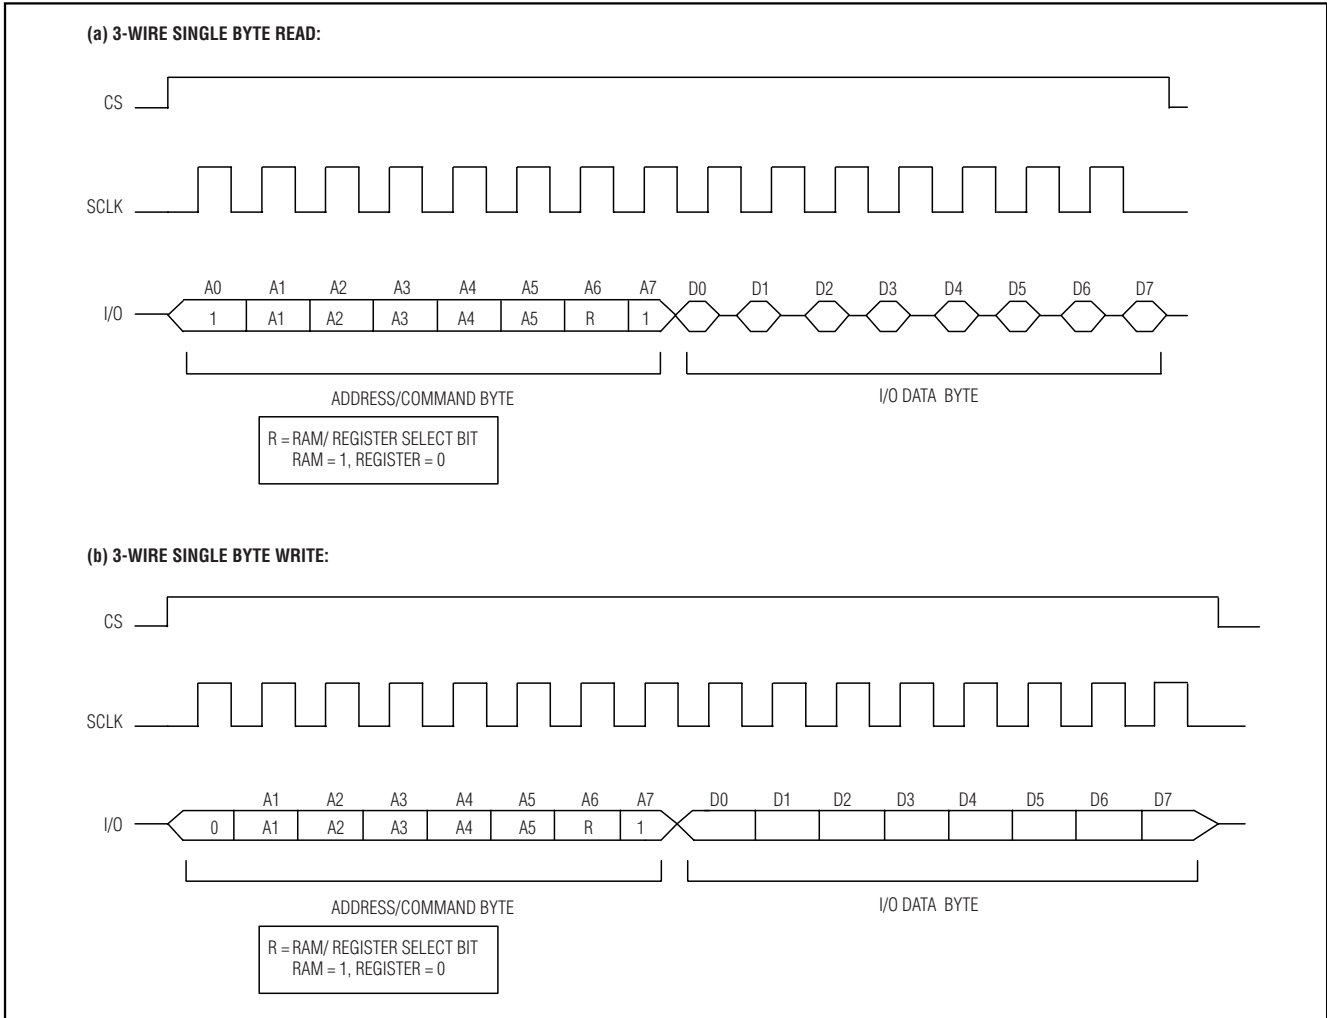 (a) 3-WIRE SINGLE BYTE READ:
CS
SCLK
A0 A1 A2 A3 A4 A5 A6 A7 D0 D1 D2 D3 D4 D5 D6 D7
I/O 1 A1 A2 A3 A4 A5 R 1
ADDRESS/COMMAND BYTE I/O DATA BYTE
R = RAM/ REGISTER SELECT BIT
RAM = 1, REGISTER = 0
(b) 3-WIRE SINGLE BYTE WRITE:
CS
SCLK
A1 A2 A3 A4 A5 A6 A7 D0 D1 D2 D3 D4 D5 D6 D7
I/O 0 A1 A2 A3 A4 A5 R 1
ADDRESS/COMMAND BYTE I/O DATA BYTE
R = RAM/ REGISTER SELECT BIT
RAM = 1, REGISTER = 0